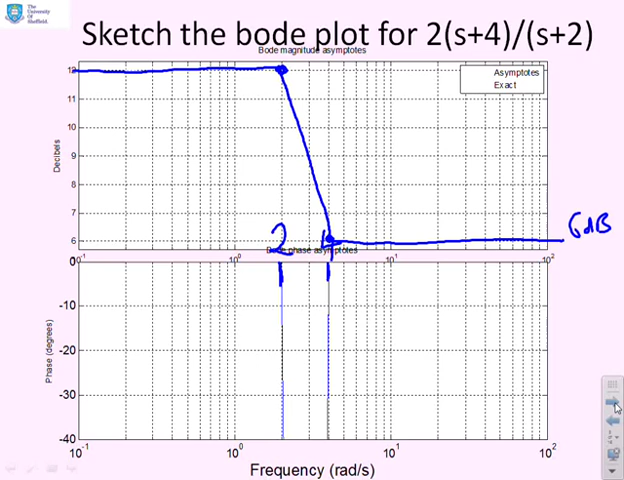 The
University
Of
Sheffield.
Sketch the bode plot for 2(s+4)/(s+2)
Bode magnitude asymptotes
Asymptotes
Exact
Decibels
12
11
10
9
8
7
6
6dB
2 4
10^-1 10^0 10^1 10^2
Bode phase asymptotes
Phase (degrees)
0
-10
-20
-30
-40
10^-1 10^0 10^1 10^2
Frequency (rad/s)